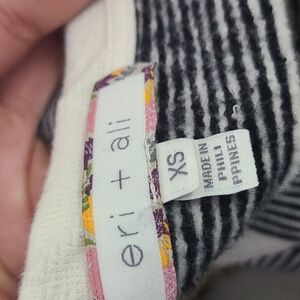 eri + ali
XS
MADE IN
PHILI
PPINES